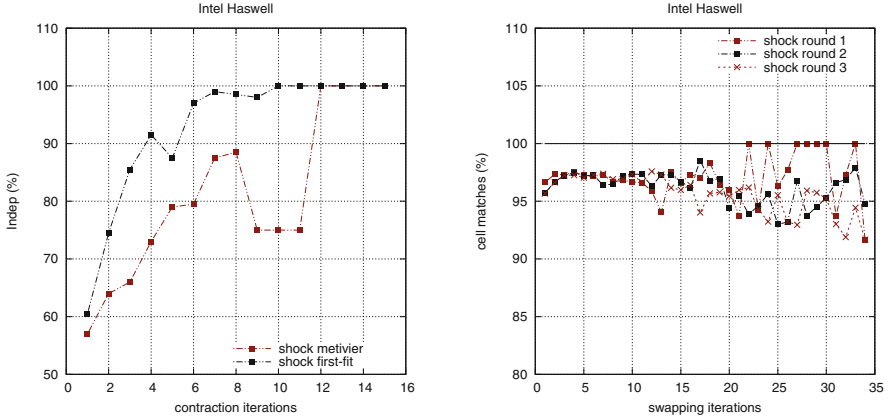 Intel Haswell
110
100
90
80
70
60
50
Indep (%)
shock metivier
shock first-fit
0 2 4 6 8 10 12 14 16
contraction iterations
Intel Haswell
110
105
100
95
90
85
80
cell matches (%)
shock round 1
shock round 2
shock round 3
0 5 10 15 20 25 30 35
swapping iterations